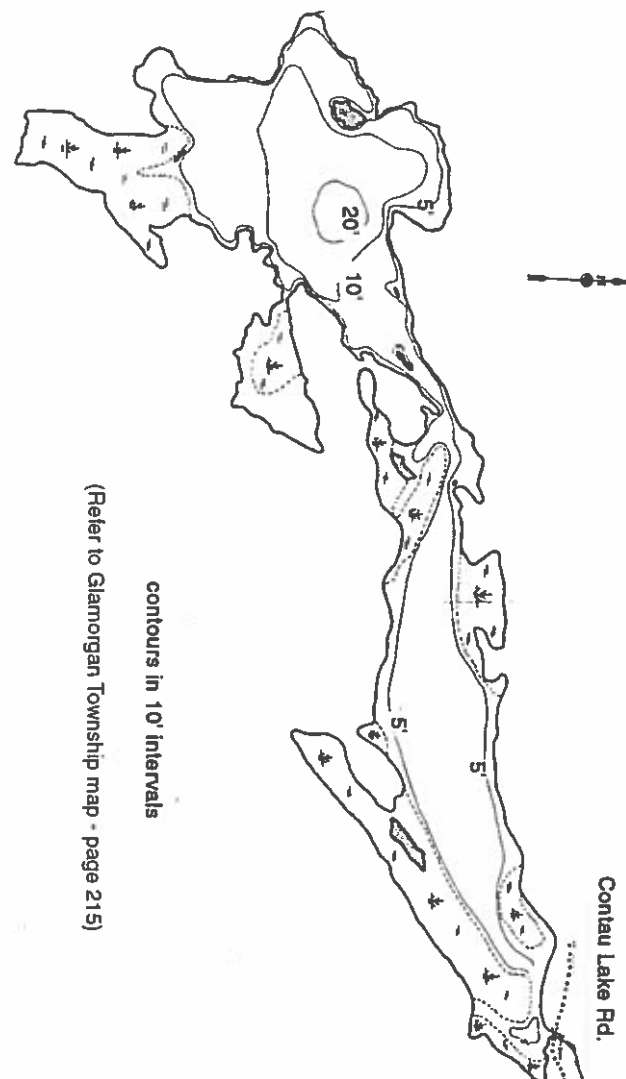 Contau Lake Rd.
5'
20'
10'
5'
5'
contours in 10' intervals
(Refer to Glamorgan Township map - page 215)